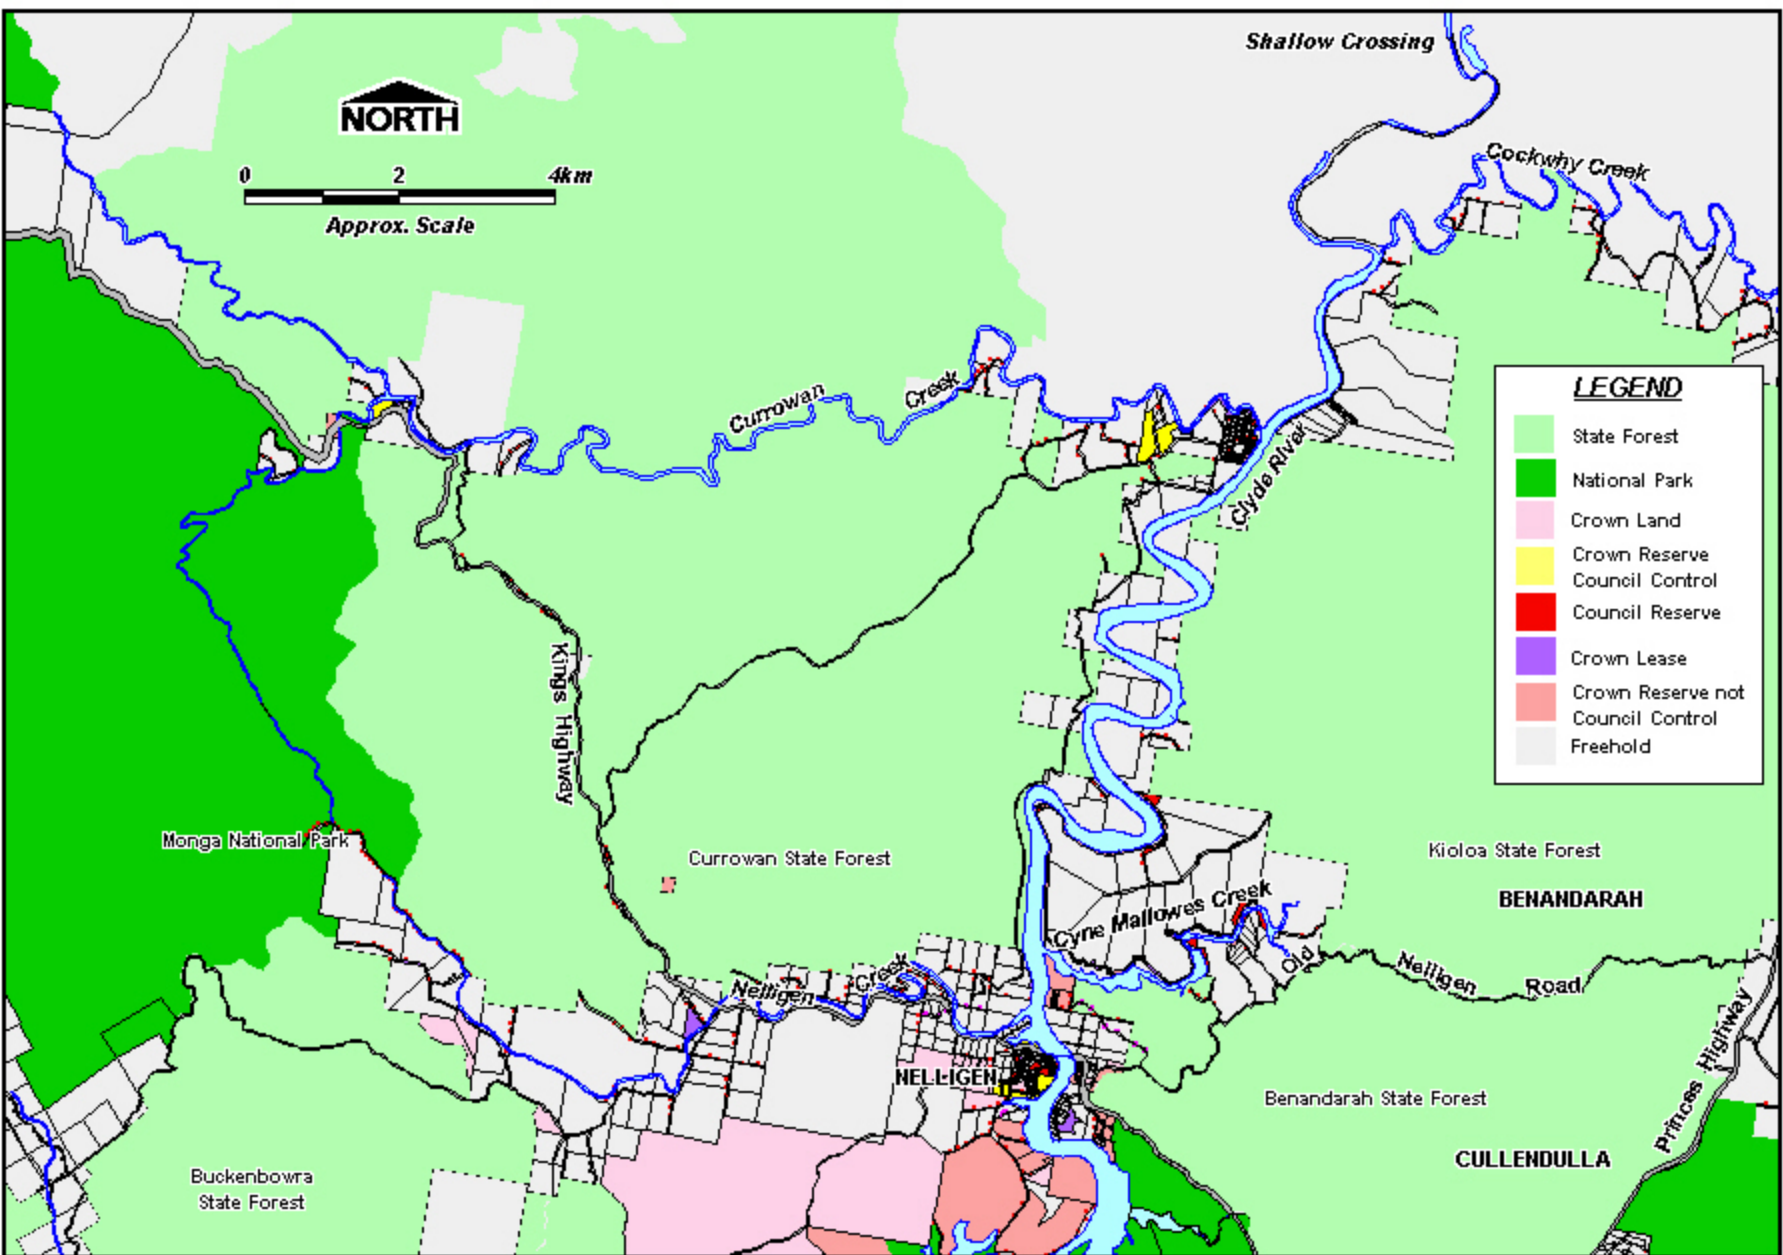 Shallow Crossing
NORTH
Cockwhy Creek
0 2 4km
Approx. Scale
LEGEND
State Forest
National Park
Crown Land
Crown Reserve
Council Control
Council Reserve
Crown Lease
Crown Reserve not
Council Control
Freehold
Currowan Creek
Clyde River
Kings Highway
Monga National Park
Currowan State Forest
Kioloa State Forest
BENANDARAH
Cyne Mallowes Creek
Old Nelligen Road
Nelligen Creek
Princes Highway
NELLIGEN
Benandarah State Forest
CULLENDULLA
Buckenbowra
State Forest